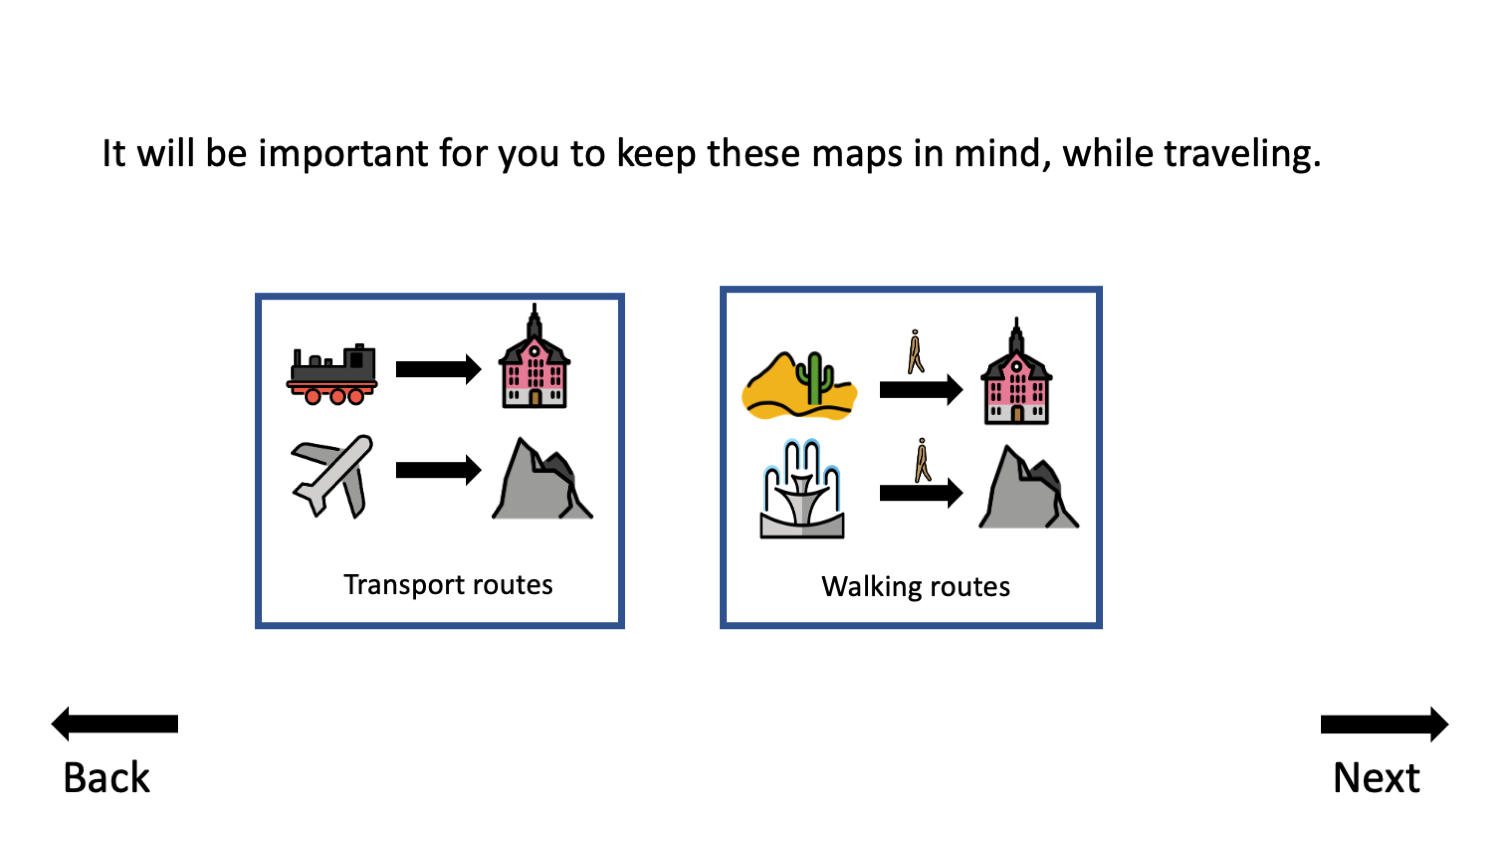 It will be important for you to keep these maps in mind, while traveling.
Transport routes
Walking routes
Back
Next